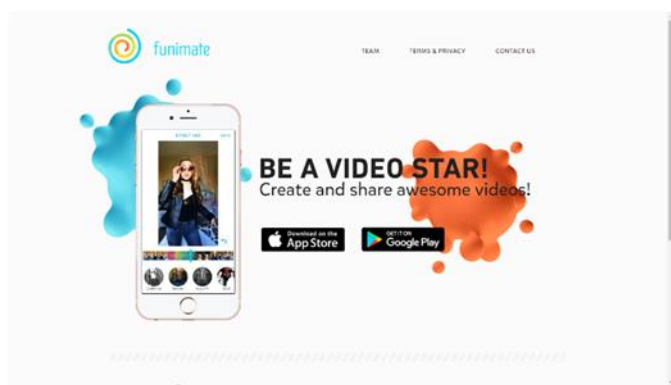 funimate
TEAM
TERMS & PRIVACY
CONTACT US
BE A VIDEO STAR!
Create and share awesome videos!
Download on the
App Store
GET IT ON
Google Play